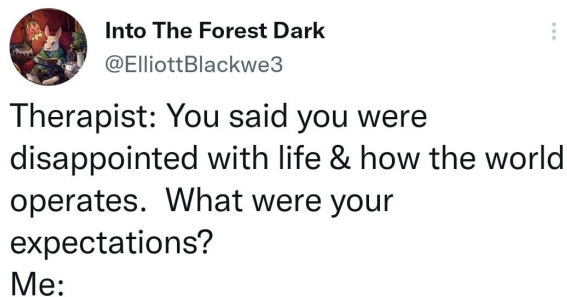 Into The Forest Dark
@ElliottBlackwe3
Therapist: You said you were
disappointed with life & how the world
operates.  What were your
expectations?
Me: